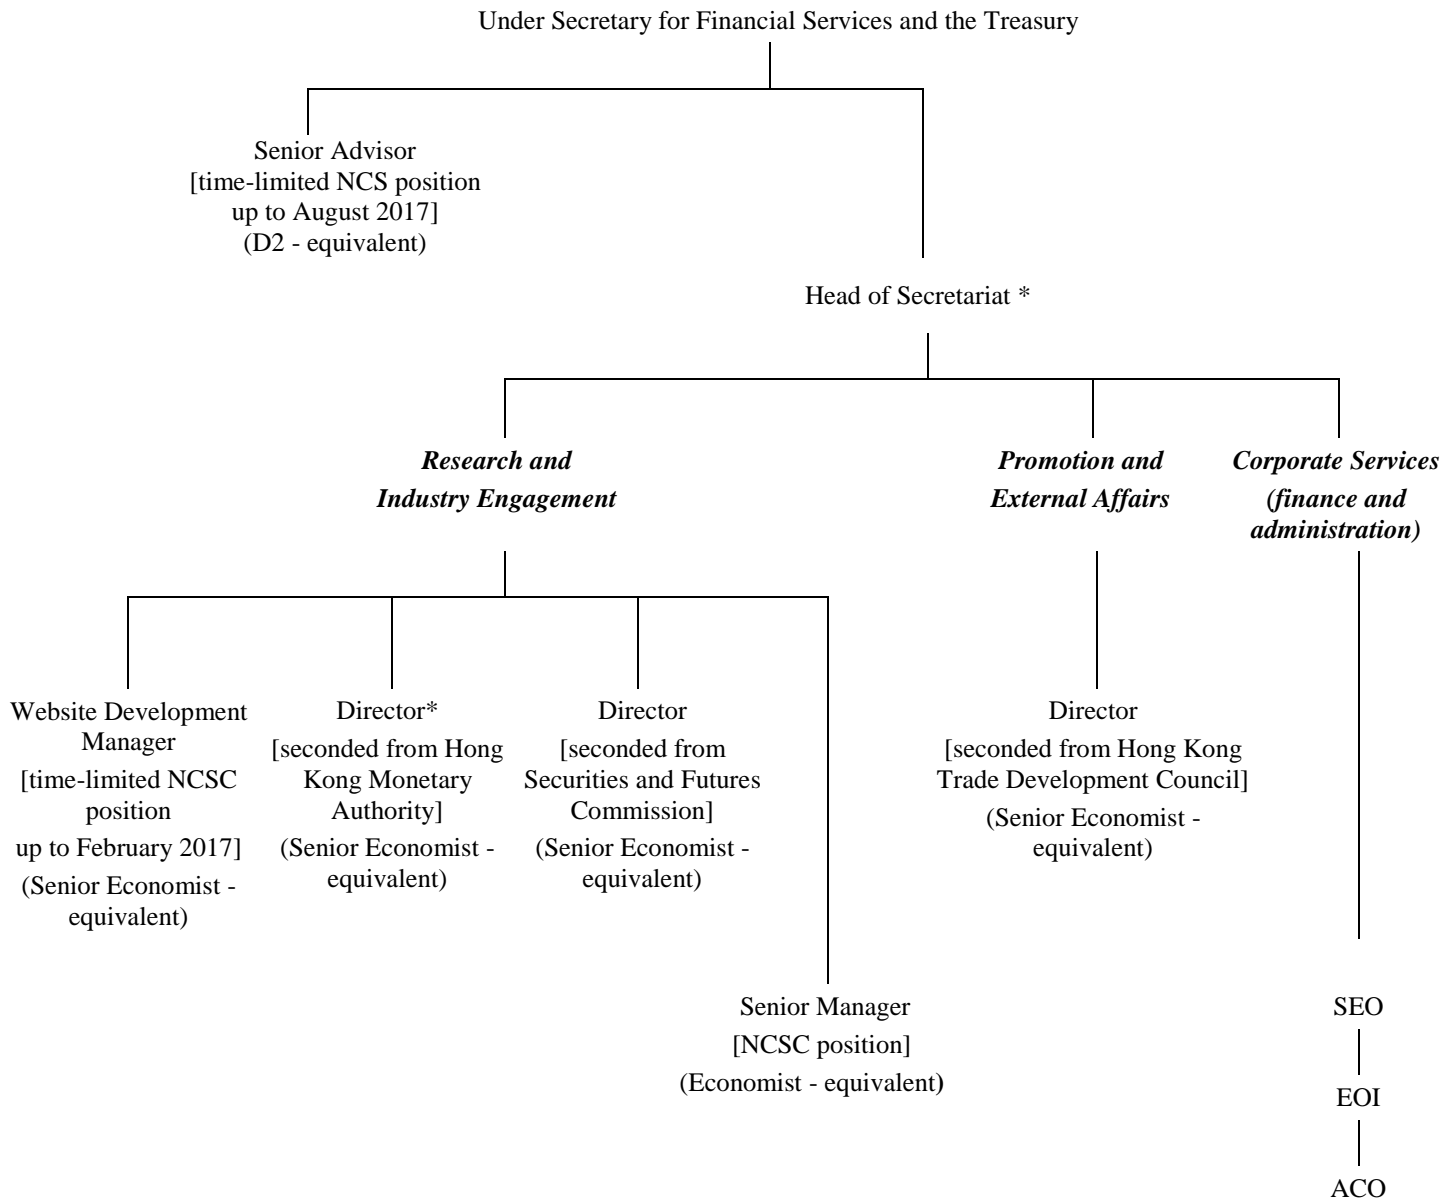 Under Secretary for Financial Services and the Treasury
Senior Advisor
[time-limited NCS position
up to August 2017]
(D2 - equivalent)
Head of Secretariat *
Research and
Industry Engagement
Promotion and
External Affairs
Corporate Services
(finance and
administration)
Website Development
Manager
[time-limited NCSC
position
up to February 2017]
(Senior Economist -
equivalent)
Director*
[seconded from Hong
Kong Monetary
Authority]
(Senior Economist -
equivalent)
Director
[seconded from
Securities and Futures
Commission]
(Senior Economist -
equivalent)
Senior Manager
[NCSC position]
(Economist - equivalent)
Director
[seconded from Hong Kong
Trade Development Council]
(Senior Economist -
equivalent)
SEO
EOI
ACO